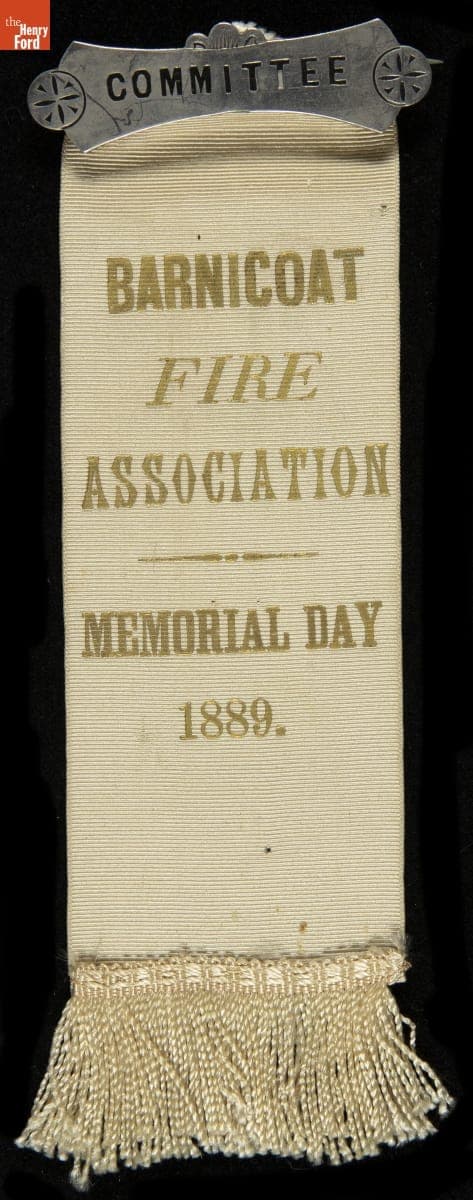 the
Henry
Ford
COMMITTEE
BARNICOAT
FIRE
ASSOCIATION
MEMORIAL DAY
1889.